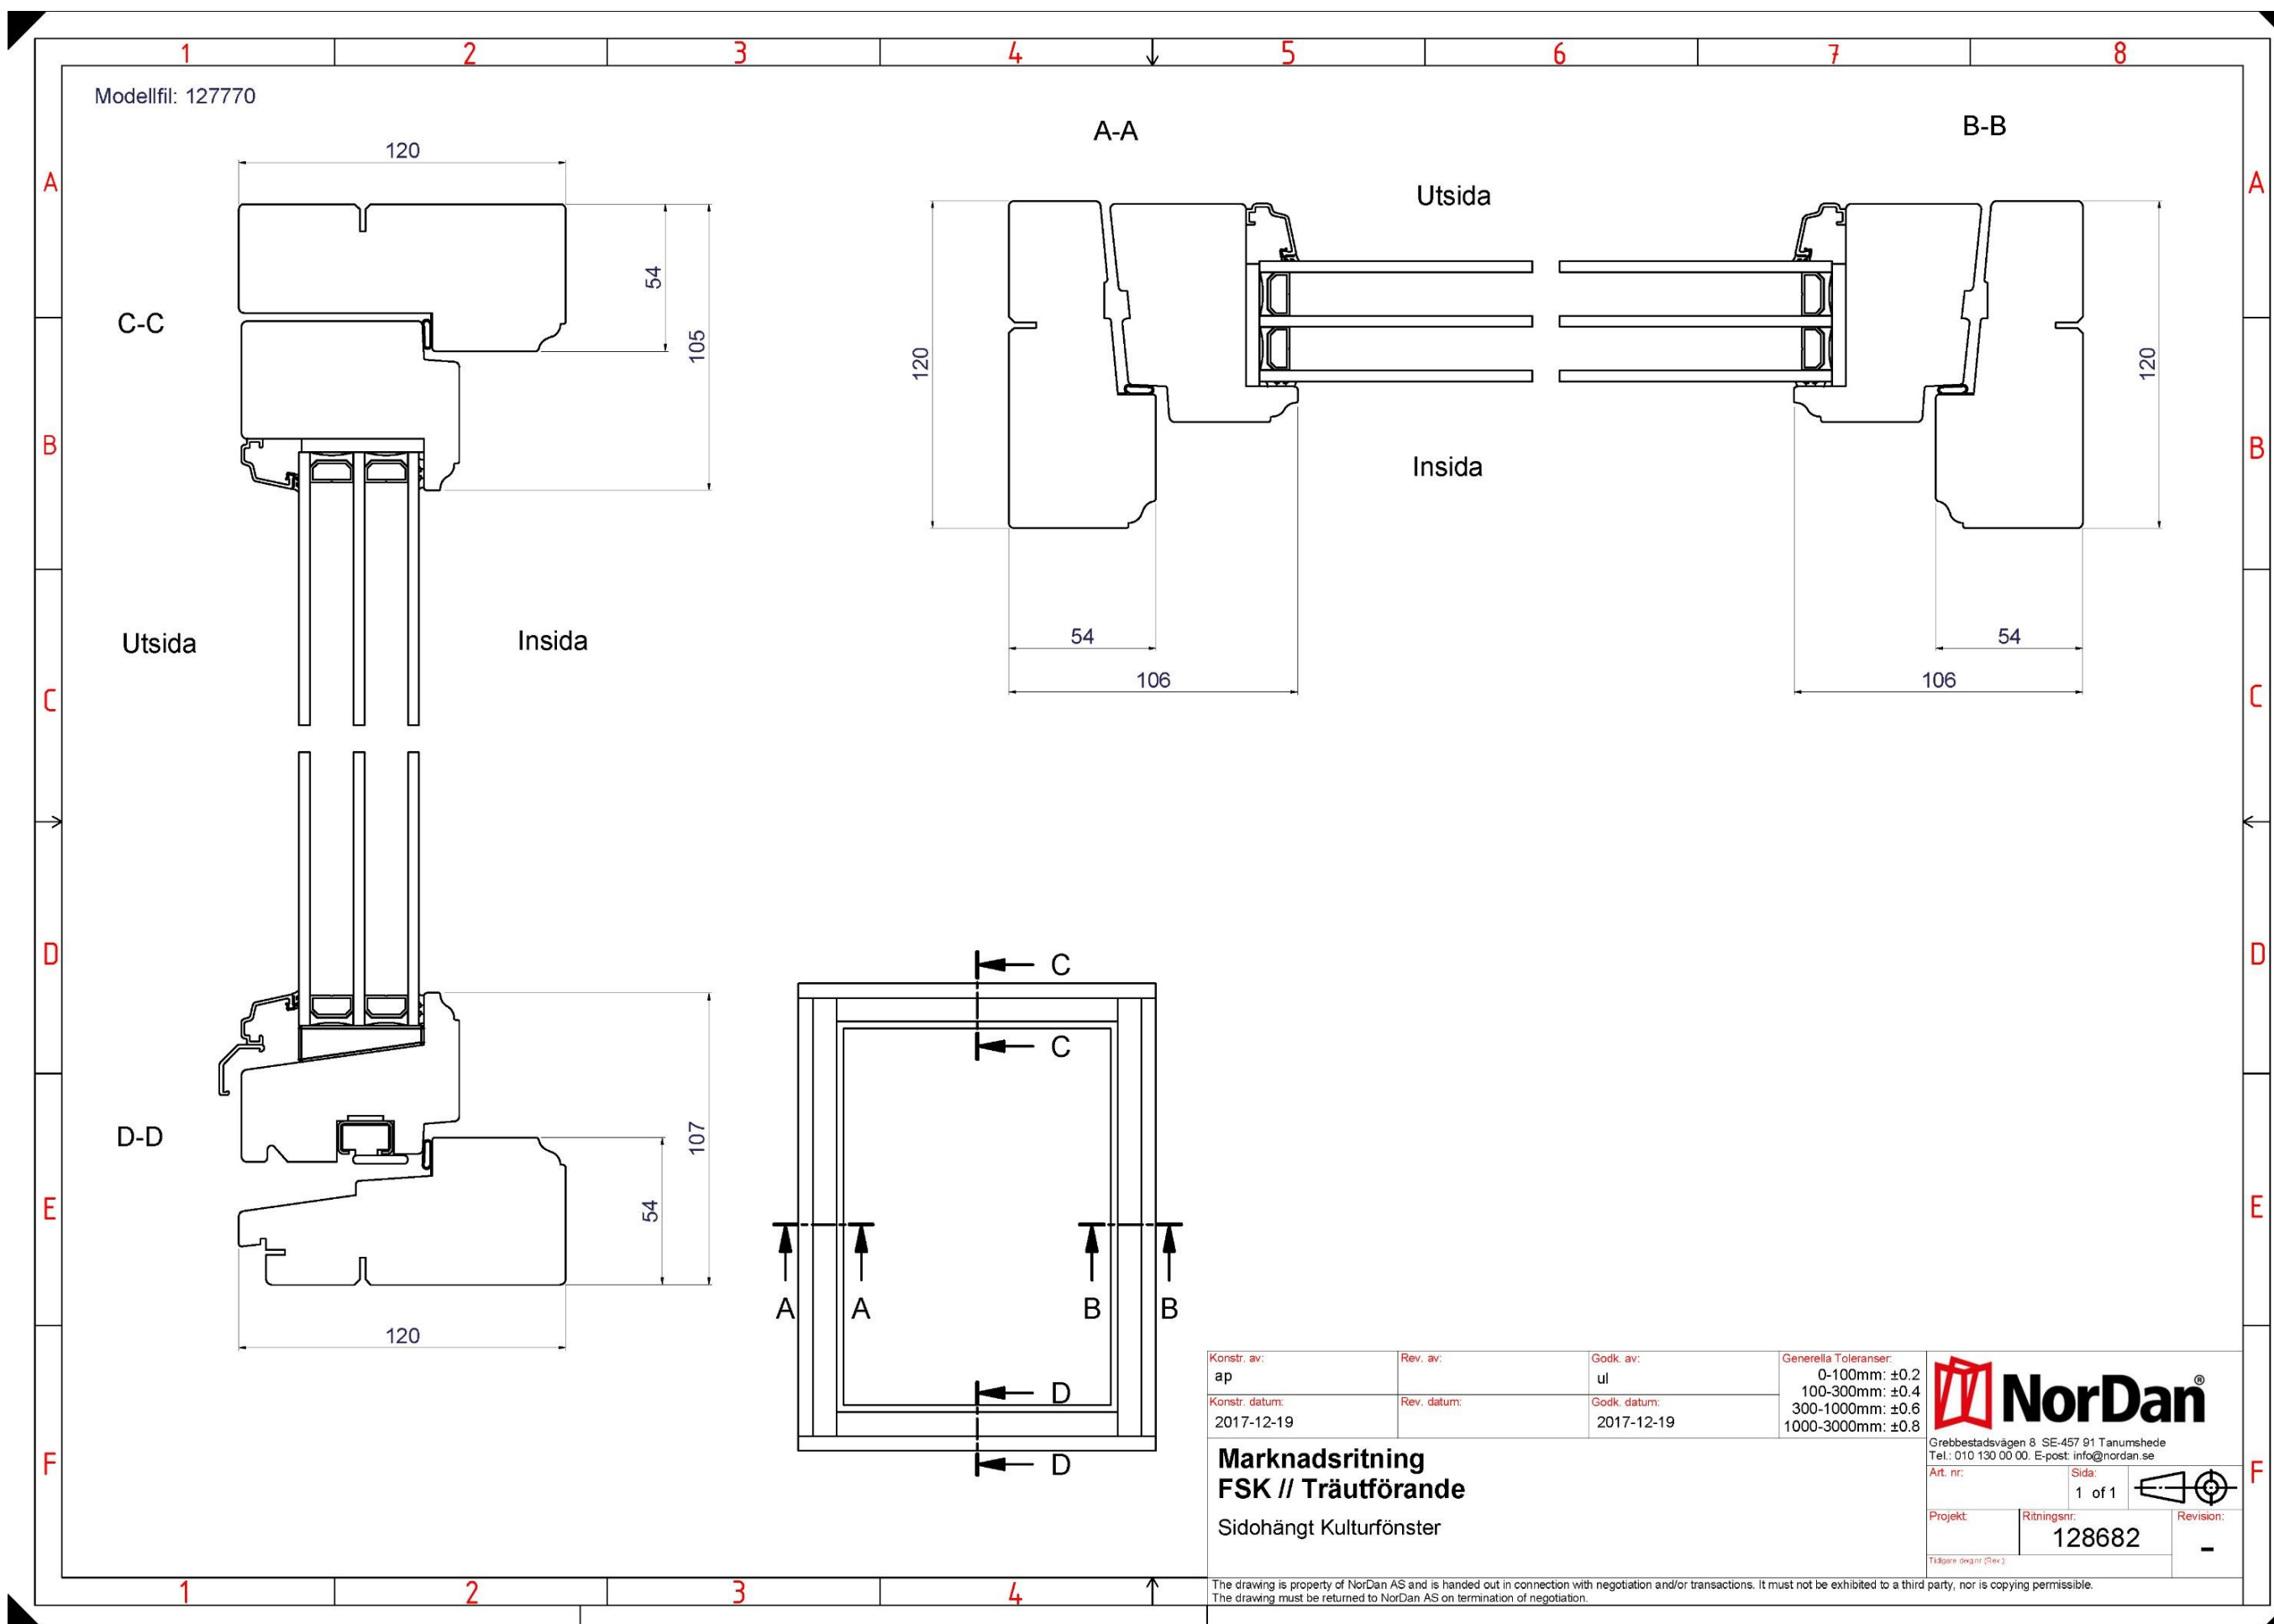 1 2 3 4 5 6 7 8
Modellfil: 127770
A-A
B-B
120
A
A
Utsida
54
105
C-C
120
120
B
B
Insida
Utsida
Insida
54
54
106
106
C
C
D
D
C
C
D-D
107
54
E
E
A A B B
120
D
D
F
F
Konstr. av:
ap
Rev. av:
Godk. av:
ul
Konstr. datum:
2017-12-19
Rev. datum:
Godk. datum:
2017-12-19
Generella Toleranser:
0-100mm: ±0.2
100-300mm: ±0.4
300-1000mm: ±0.6
1000-3000mm: ±0.8
NorDan®
Grebbestadsvägen 8 SE-457 91 Tanumshede
Tel.: 010 130 00 00. E-post: info@nordan.se
Marknadsritning
FSK // Träutförande
Sidohängt Kulturfönster
Art. nr:
Sida:
1 of 1
Projekt:
Ritningsnr:
128682
Revision:
-
The drawing is property of NorDan AS and is handed out in connection with negotiation and/or transactions. It must not be exhibited to a third party, nor is copying permissible.
The drawing must be returned to NorDan AS on termination of negotiation.
1 2 3 4